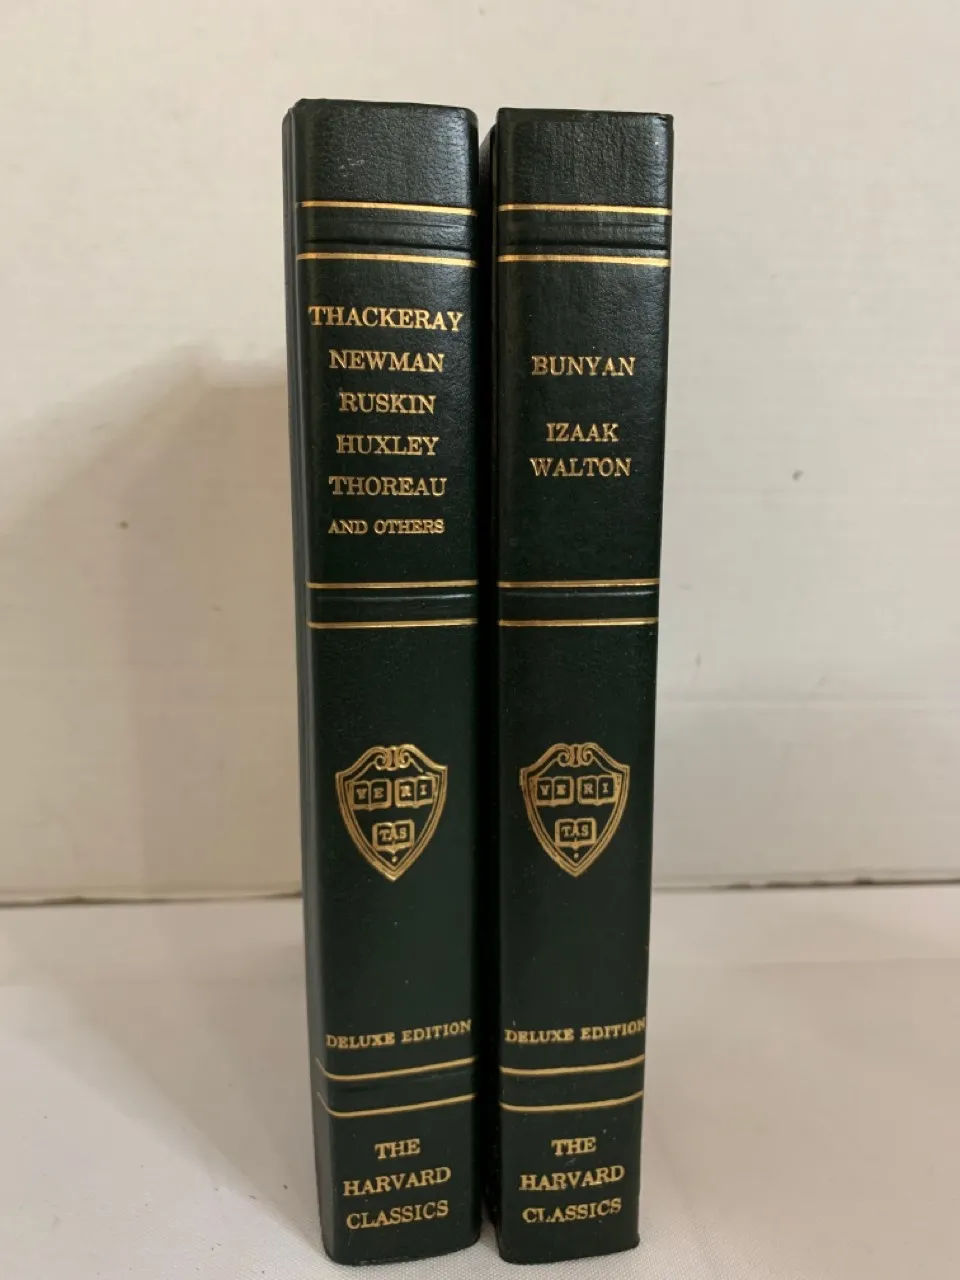 THACKERAY
NEWMAN
RUSKIN
HUXLEY
THOREAU
AND OTHERS
VE RI
TAS
DELUXE EDITION
THE
HARVARD
CLASSICS
BUNYAN
IZAAK
WALTON
VE RI
TAS
DELUXE EDITION
THE
HARVARD
CLASSICS